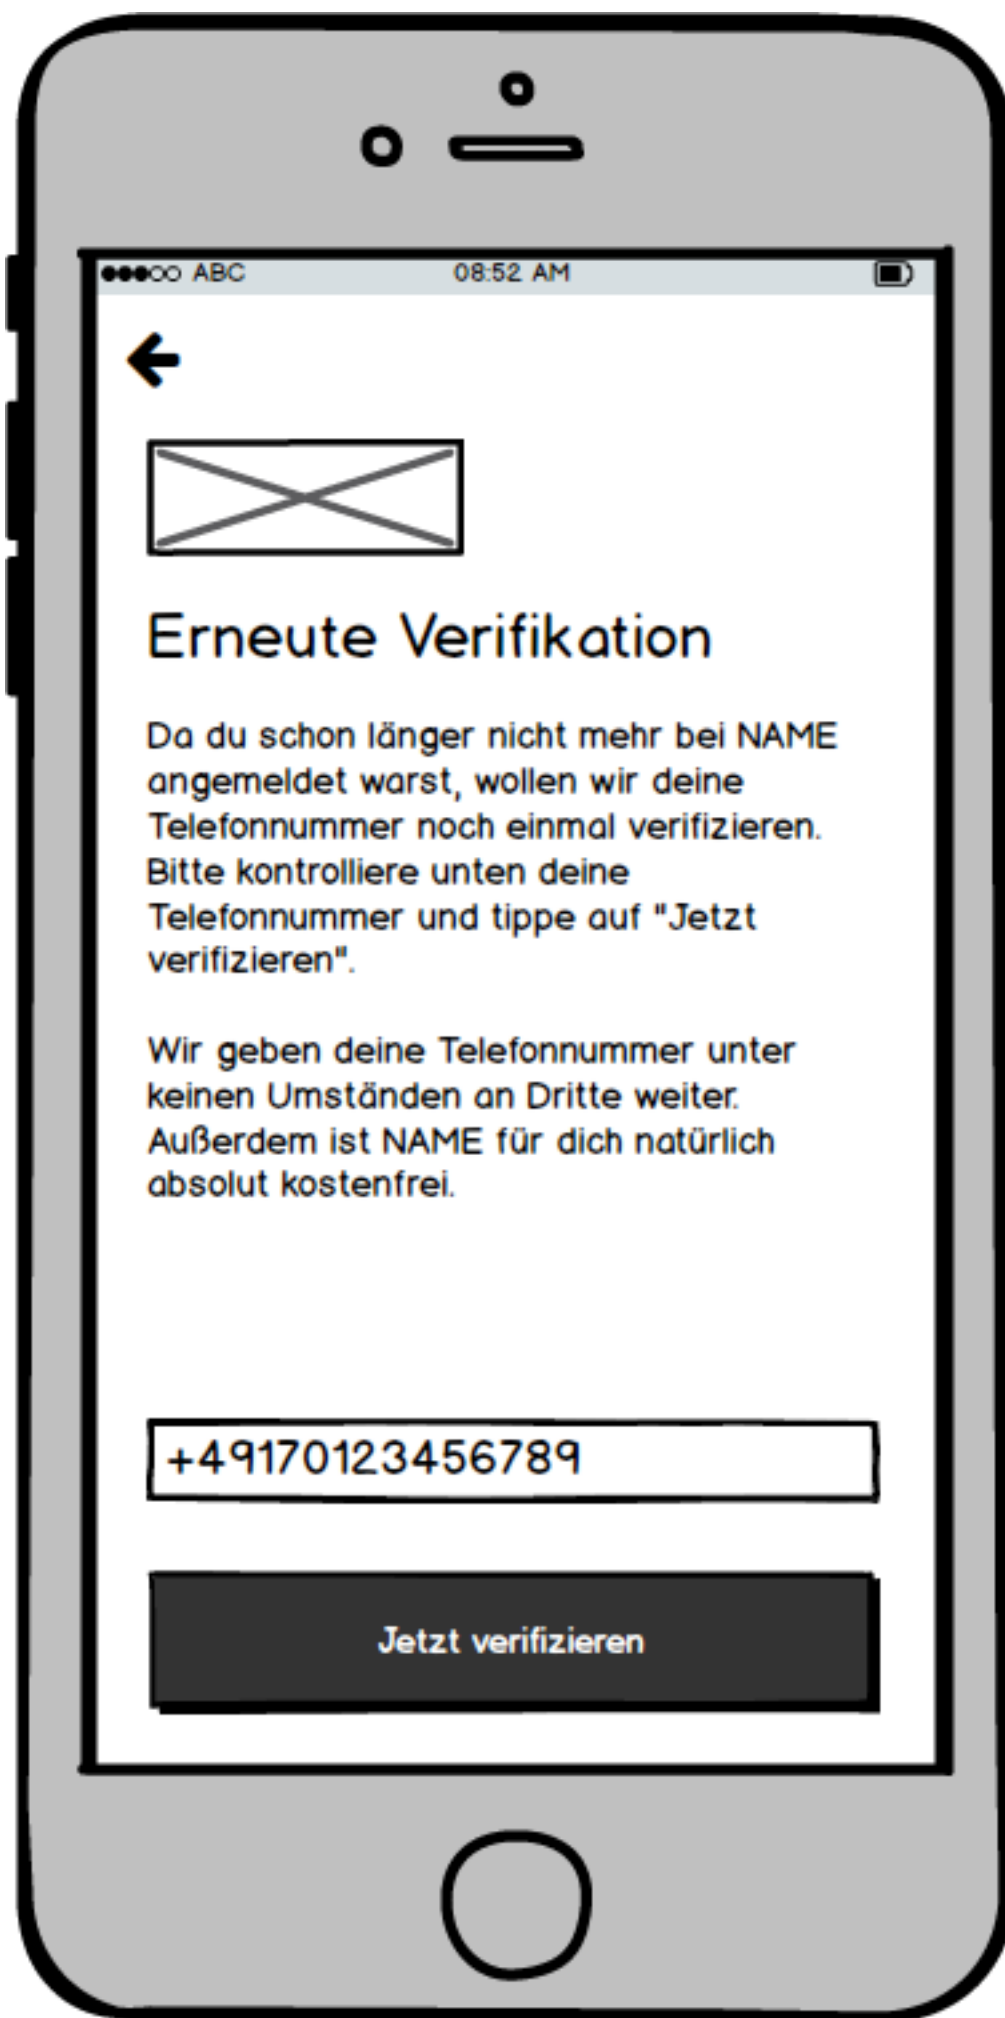 ABC 08:52 AM
Erneute Verifikation
Da du schon länger nicht mehr bei NAME
angemeldet warst, wollen wir deine
Telefonnummer noch einmal verifizieren.
Bitte kontrolliere unten deine
Telefonnummer und tippe auf "Jetzt
verifizieren".
Wir geben deine Telefonnummer unter
keinen Umständen an Dritte weiter.
Außerdem ist NAME für dich natürlich
absolut kostenfrei.
+49170123456789
Jetzt verifizieren